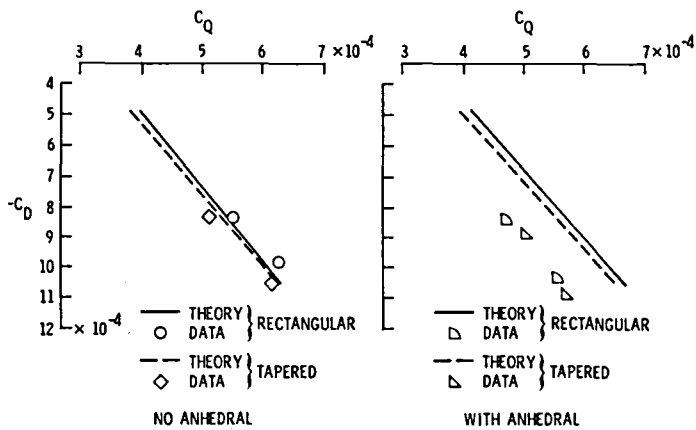 C_Q
3 4 5 6 7 × 10⁻⁴
4
5
6
7
-C_D 8
9
10
11
12 × 10⁻⁴
THEORY
DATA
} RECTANGULAR
THEORY
DATA
} TAPERED
NO ANHEDRAL
C_Q
3 4 5 6 7 × 10⁻⁴
THEORY
DATA
} RECTANGULAR
THEORY
DATA
} TAPERED
WITH ANHEDRAL